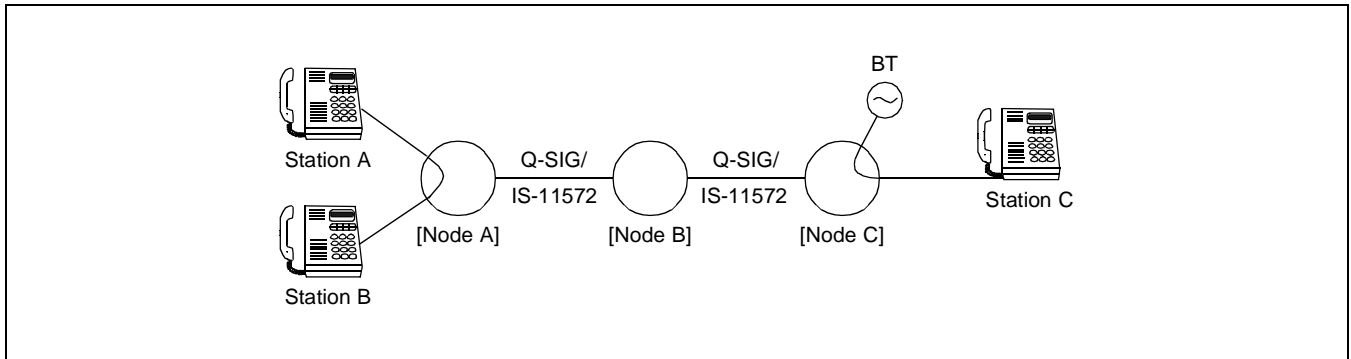 BT
Station A
Q-SIG/
IS-11572
Q-SIG/
IS-11572
Station C
[Node A]
[Node B]
[Node C]
Station B